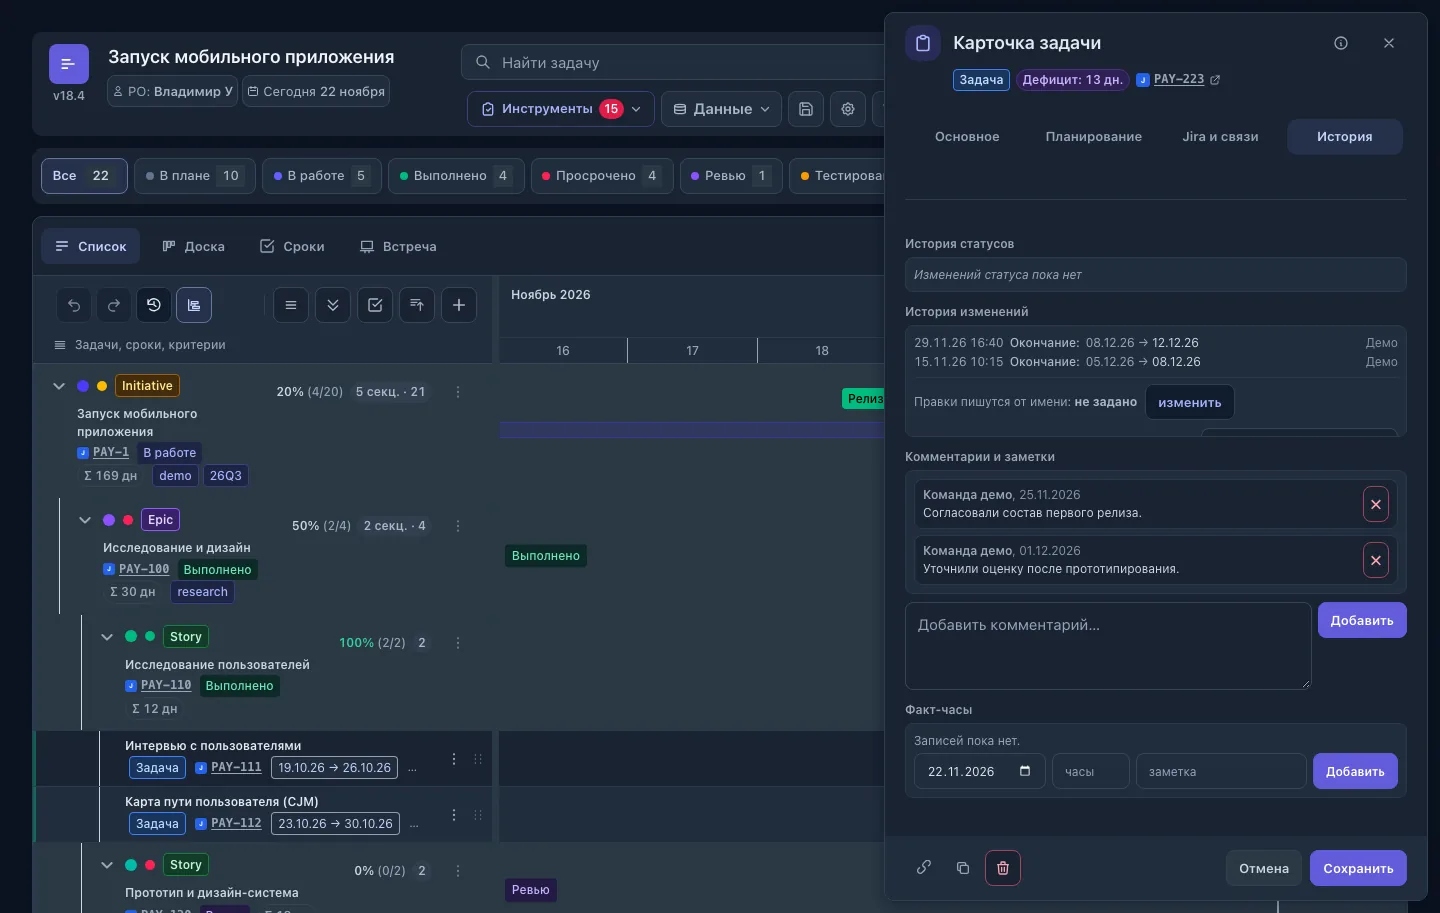 Запуск мобильного приложения
v18.4
РО: Владимир У
Сегодня 22 ноября
Найти задачу
Инструменты 15
Данные
Все 22
В плане 10
В работе 5
Выполнено 4
Просрочено 4
Ревью 1
Список
Доска
Сроки
Встреча
Ноябрь 2026
Задачи, сроки, критерии
16 17 18
Initiative
20% (4/20) 5 секц. · 21
Запуск мобильного
приложения
PAY-1 В работе
Σ 169 дн demo 26Q3
Epic
50% (2/4) 2 секц. · 4
Исследование и дизайн
PAY-100 Выполнено
Σ 30 дн research
Выполнено
Story
100% (2/2) 2
Исследование пользователей
PAY-110 Выполнено
Σ 12 дн
Интервью с пользователями
Задача PAY-111 19.10.26 → 26.10.26 ...
Карта пути пользователя (CJM)
Задача PAY-112 23.10.26 → 30.10.26 ...
Story
0% (0/2) 2
Прототип и дизайн-система
Ревью
Карточка задачи
Задача Дефицит: 13 дн. PAY-223
Основное
Планирование
Jira и связи
История
История статусов
Изменений статуса пока нет
История изменений
29.11.26 16:40 Окончание: 08.12.26 → 12.12.26 Демо
15.11.26 10:15 Окончание: 05.12.26 → 08.12.26 Демо
Правки пишутся от имени: не задано изменить
Комментарии и заметки
Команда демо, 25.11.2026
Согласовали состав первого релиза.
Команда демо, 01.12.2026
Уточнили оценку после прототипирования.
Добавить комментарий...
Добавить
Факт-часы
Записей пока нет.
22.11.2026 часы заметка Добавить
Отмена
Сохранить